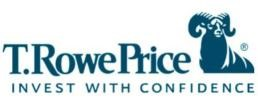 T.RowePrice ®
INVEST WITH CONFIDENCE